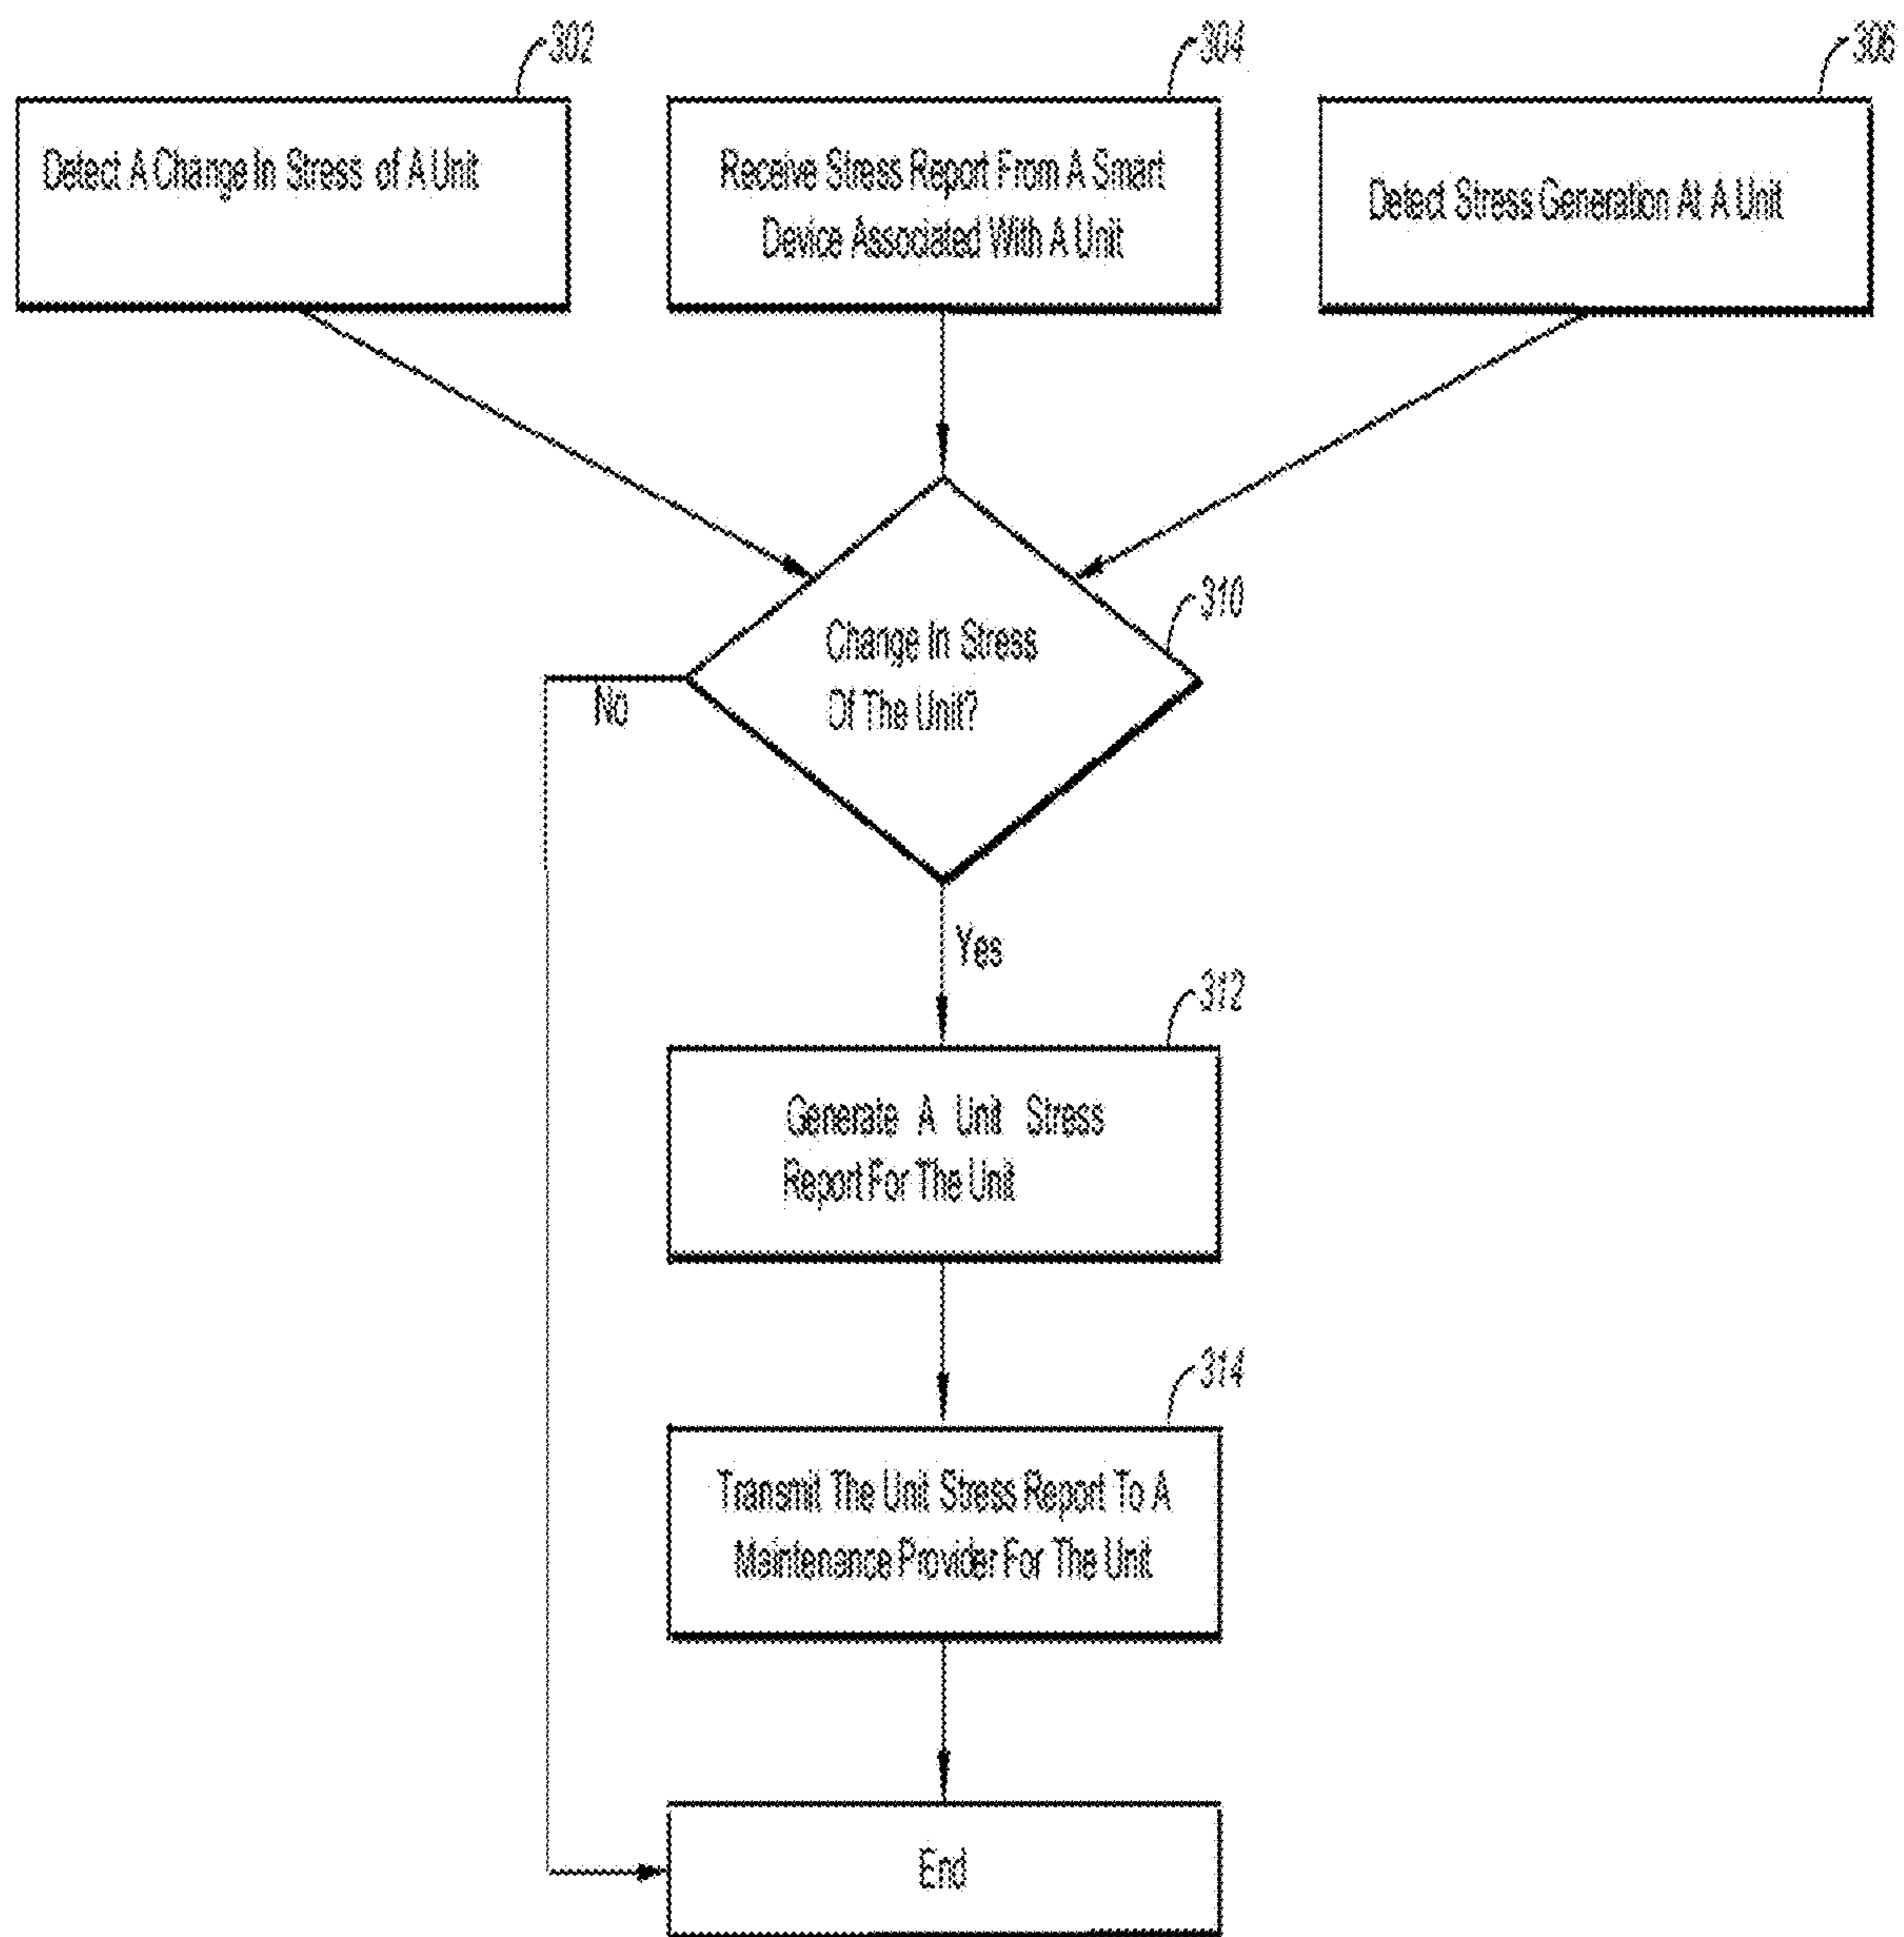 302
304
306
Detect A Change In Stress of A Unit
Receive Stress Report From A Smart
Device Associated With A Unit
Detect Stress Generation At A Unit
310
Change In Stress
Of The Unit?
No
Yes
312
Generate A Unit Stress
Report For The Unit
314
Transmit The Unit Stress Report To A
Maintenance Provider For The Unit
End